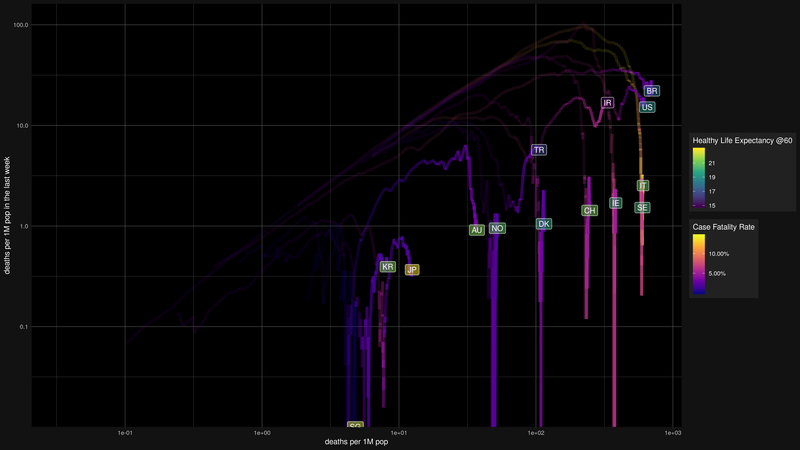 100.0
10.0
1.0
0.1
deaths per 1M pop in the last week
BR
US
IR
TR
IT
IE
SE
CH
DK
AU
NO
KR
JP
SG
1e-01
1e+00
1e+01
1e+02
1e+03
deaths per 1M pop
Healthy Life Expectancy @60
21
19
17
15
Case Fatality Rate
10.00%
5.00%